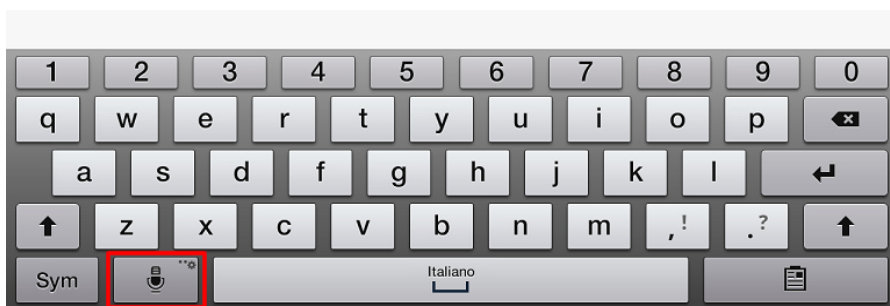 1 2 3 4 5 6 7 8 9 0
q w e r t y u i o p
a s d f g h j k l
z x c v b n m , ! . ?
Sym Italiano